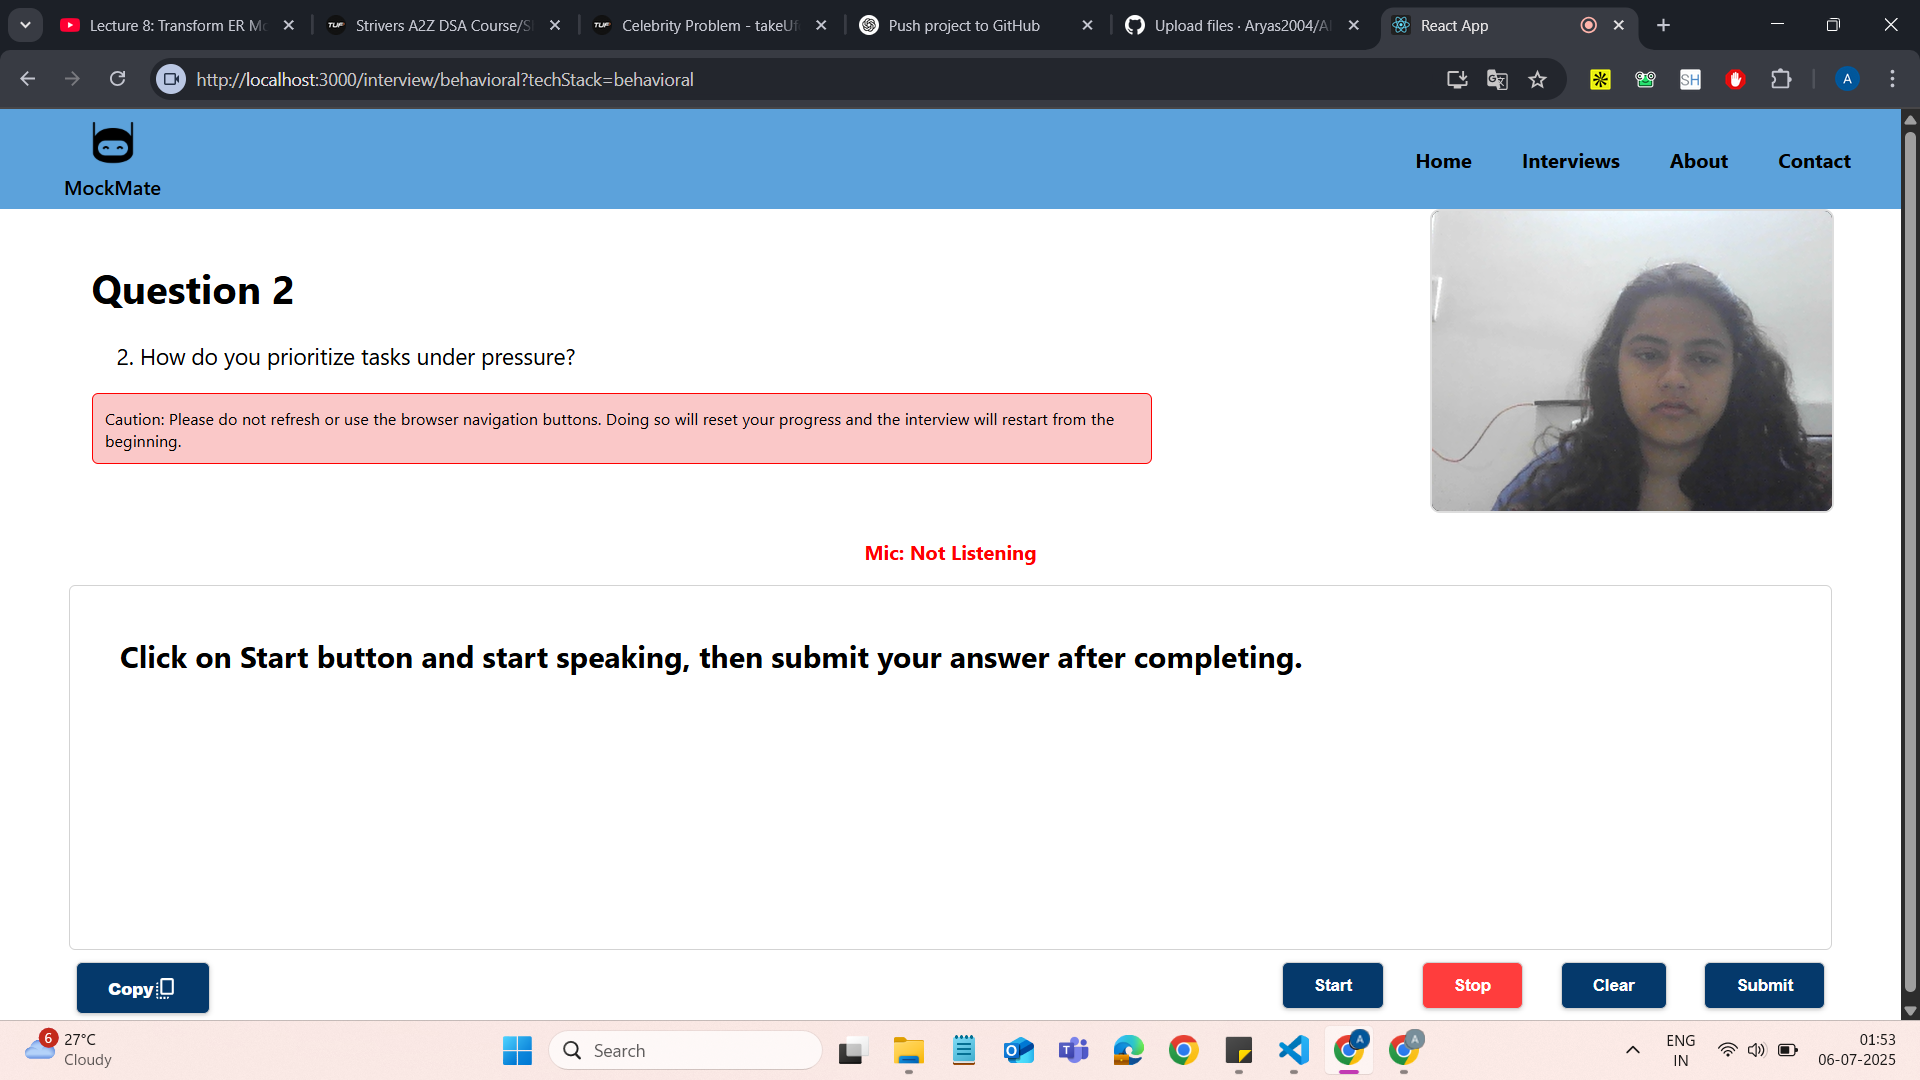 Lecture 8: Transform ER Mo
Strivers A2Z DSA Course/S
Celebrity Problem - takeUf
Push project to GitHub
Upload files · Aryas2004/A
React App
http://localhost:3000/interview/behavioral?techStack=behavioral
SH
A
MockMate
Home
Interviews
About
Contact
Question 2
2. How do you prioritize tasks under pressure?
Caution: Please do not refresh or use the browser navigation buttons. Doing so will reset your progress and the interview will restart from the
beginning.
Mic: Not Listening
Click on Start button and start speaking, then submit your answer after completing.
Copy
Start
Stop
Clear
Submit
6
27°C
Cloudy
Search
A
A
ENG
IN
01:53
06-07-2025